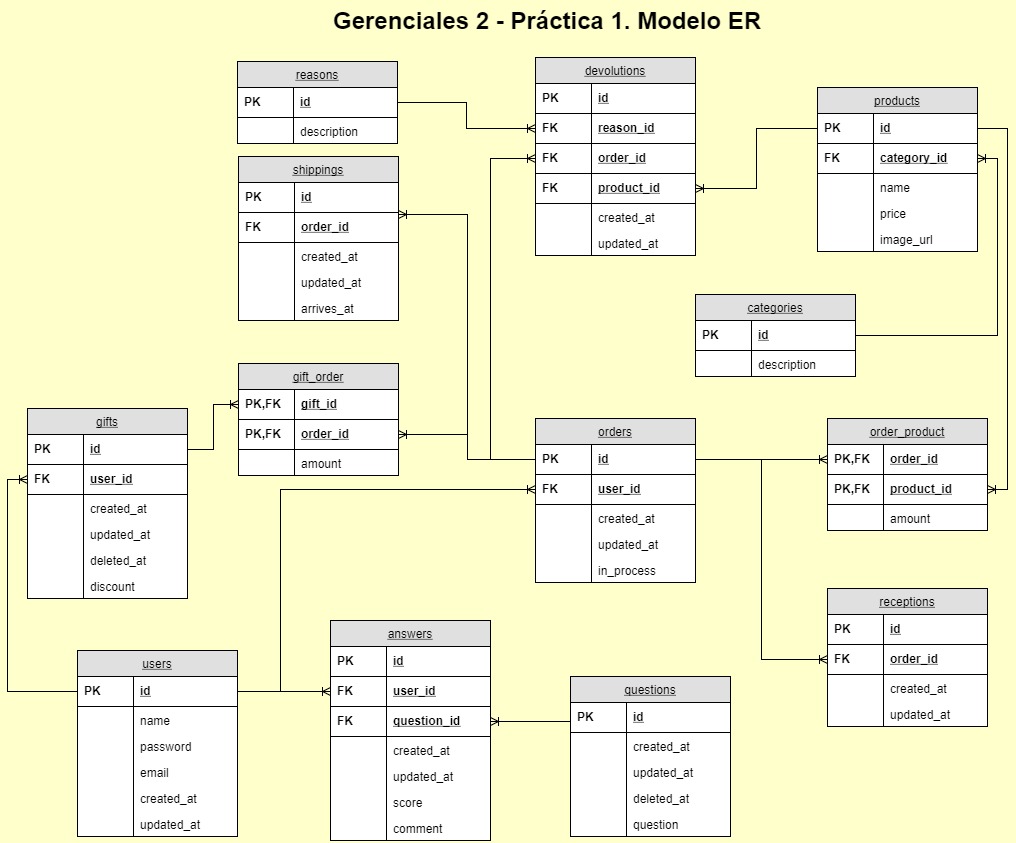 Gerenciales 2 - Práctica 1. Modelo ER
reasons
PK id
description
devolutions
PK id
FK reason_id
FK order_id
FK product_id
created_at
updated_at
products
PK id
FK category_id
name
price
image_url
shippings
PK id
FK order_id
created_at
updated_at
arrives_at
categories
PK id
description
gift_order
PK,FK gift_id
PK,FK order_id
amount
gifts
PK id
FK user_id
created_at
updated_at
deleted_at
discount
orders
PK id
FK user_id
created_at
updated_at
in_process
order_product
PK,FK order_id
PK,FK product_id
amount
receptions
PK id
FK order_id
created_at
updated_at
users
PK id
name
password
email
created_at
updated_at
answers
PK id
FK user_id
FK question_id
created_at
updated_at
score
comment
questions
PK id
created_at
updated_at
deleted_at
question